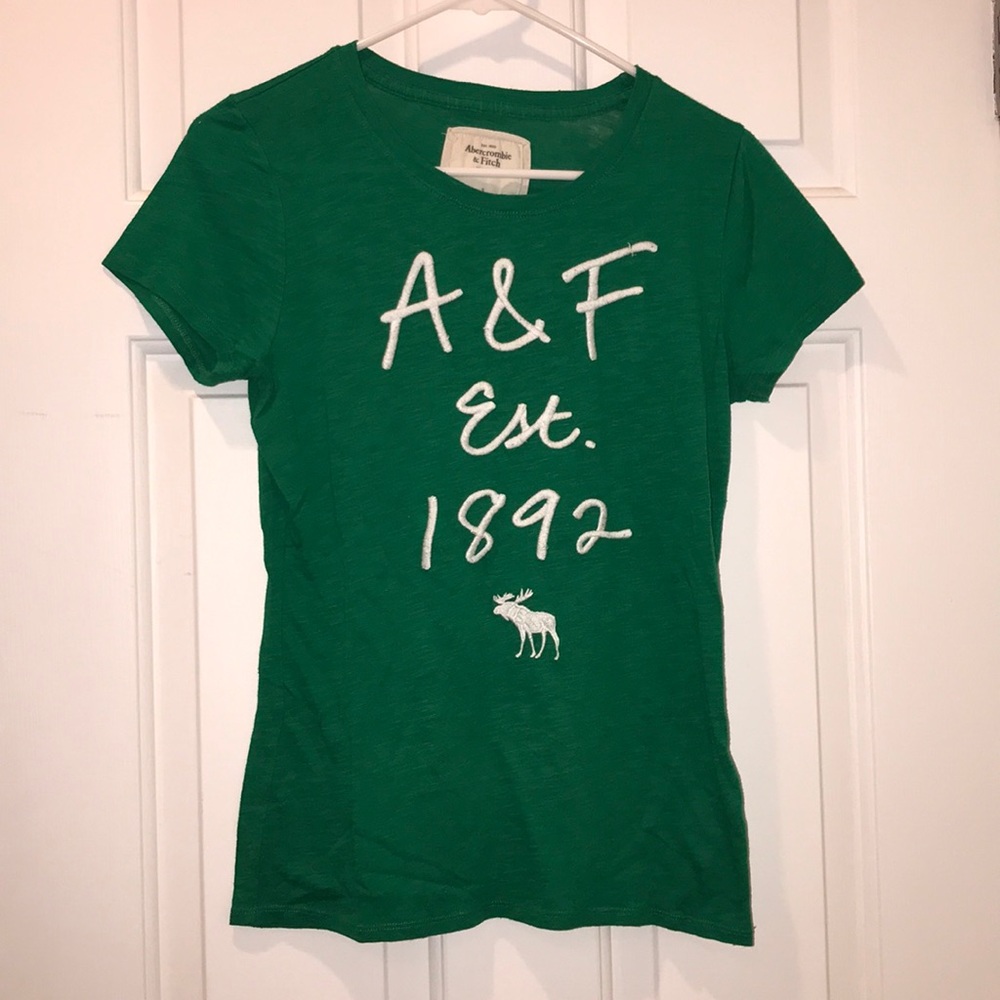 Abercrombie
& Fitch
A & F
Est.
1892